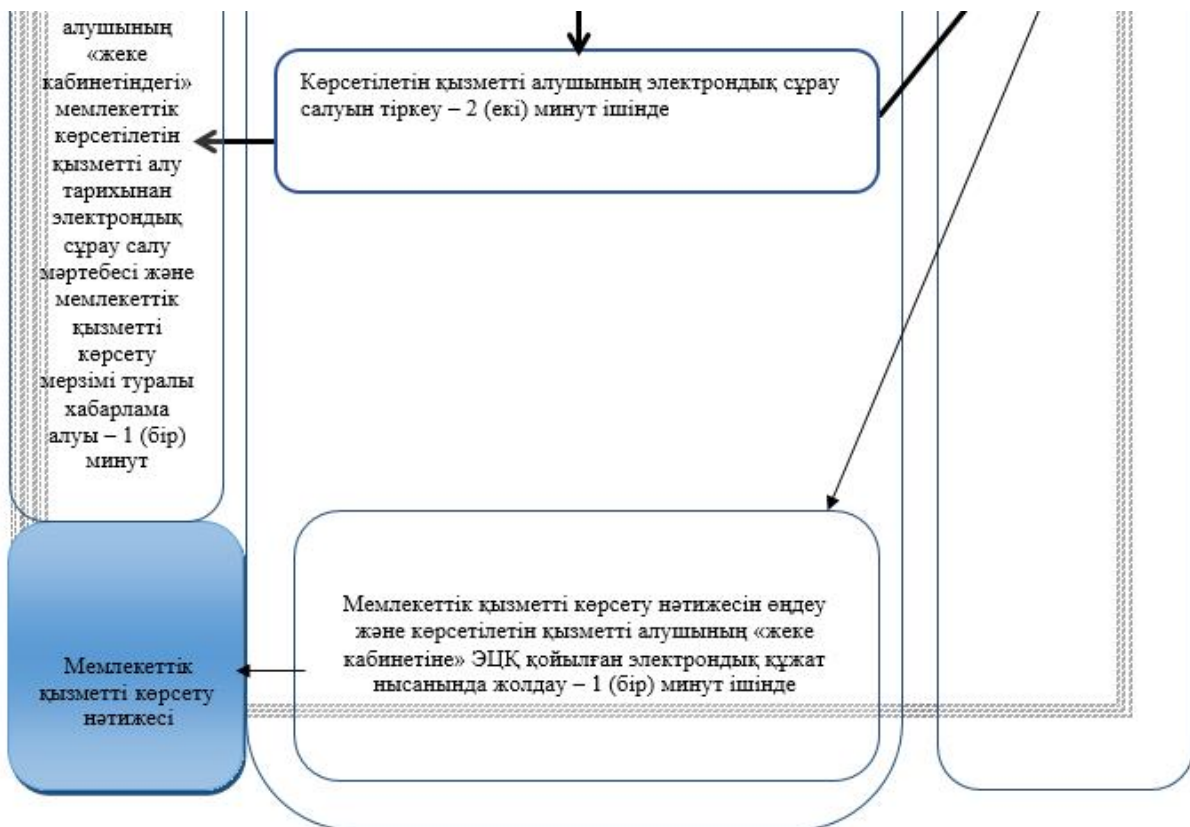 алушының
«жеке
кабинетіндегі»
мемлекеттік
көрсетілетін
қызметті алу
тарихынан
электрондық
сұрау салу
мәртебесі және
мемлекеттік
қызметті
көрсету
мерзімі туралы
хабарлама
алуы – 1 (бір)
минут
Көрсетілетін қызметті алушының электрондық сұрау
салуын тіркеу – 2 (екі) минут ішінде
Мемлекеттік қызметті көрсету нәтижесін өңдеу
және көрсетілетін қызметті алушының «жеке
кабинетіне» ЭЦҚ қойылған электрондық құжат
нысанында жолдау – 1 (бір) минут ішінде
Мемлекеттік
қызметті көрсету
нәтижесі